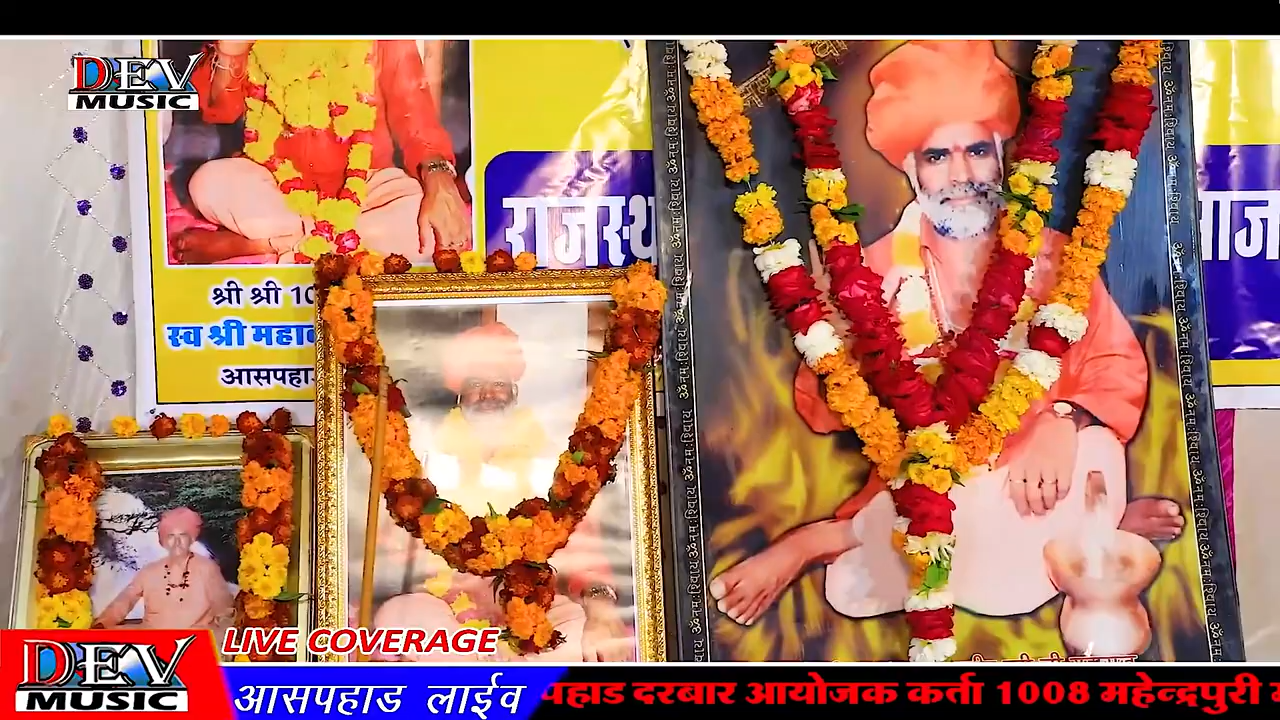 DEV
MUSIC
राजस्थ
श्री श्री 10
स्व श्री महा
आसपहा
ॐ नमः शिवाय
LIVE COVERAGE
DEV
MUSIC
आसपहाड लाईव
पहाड दरबार आयोजक कर्ता 1008 महेन्द्रपुरी